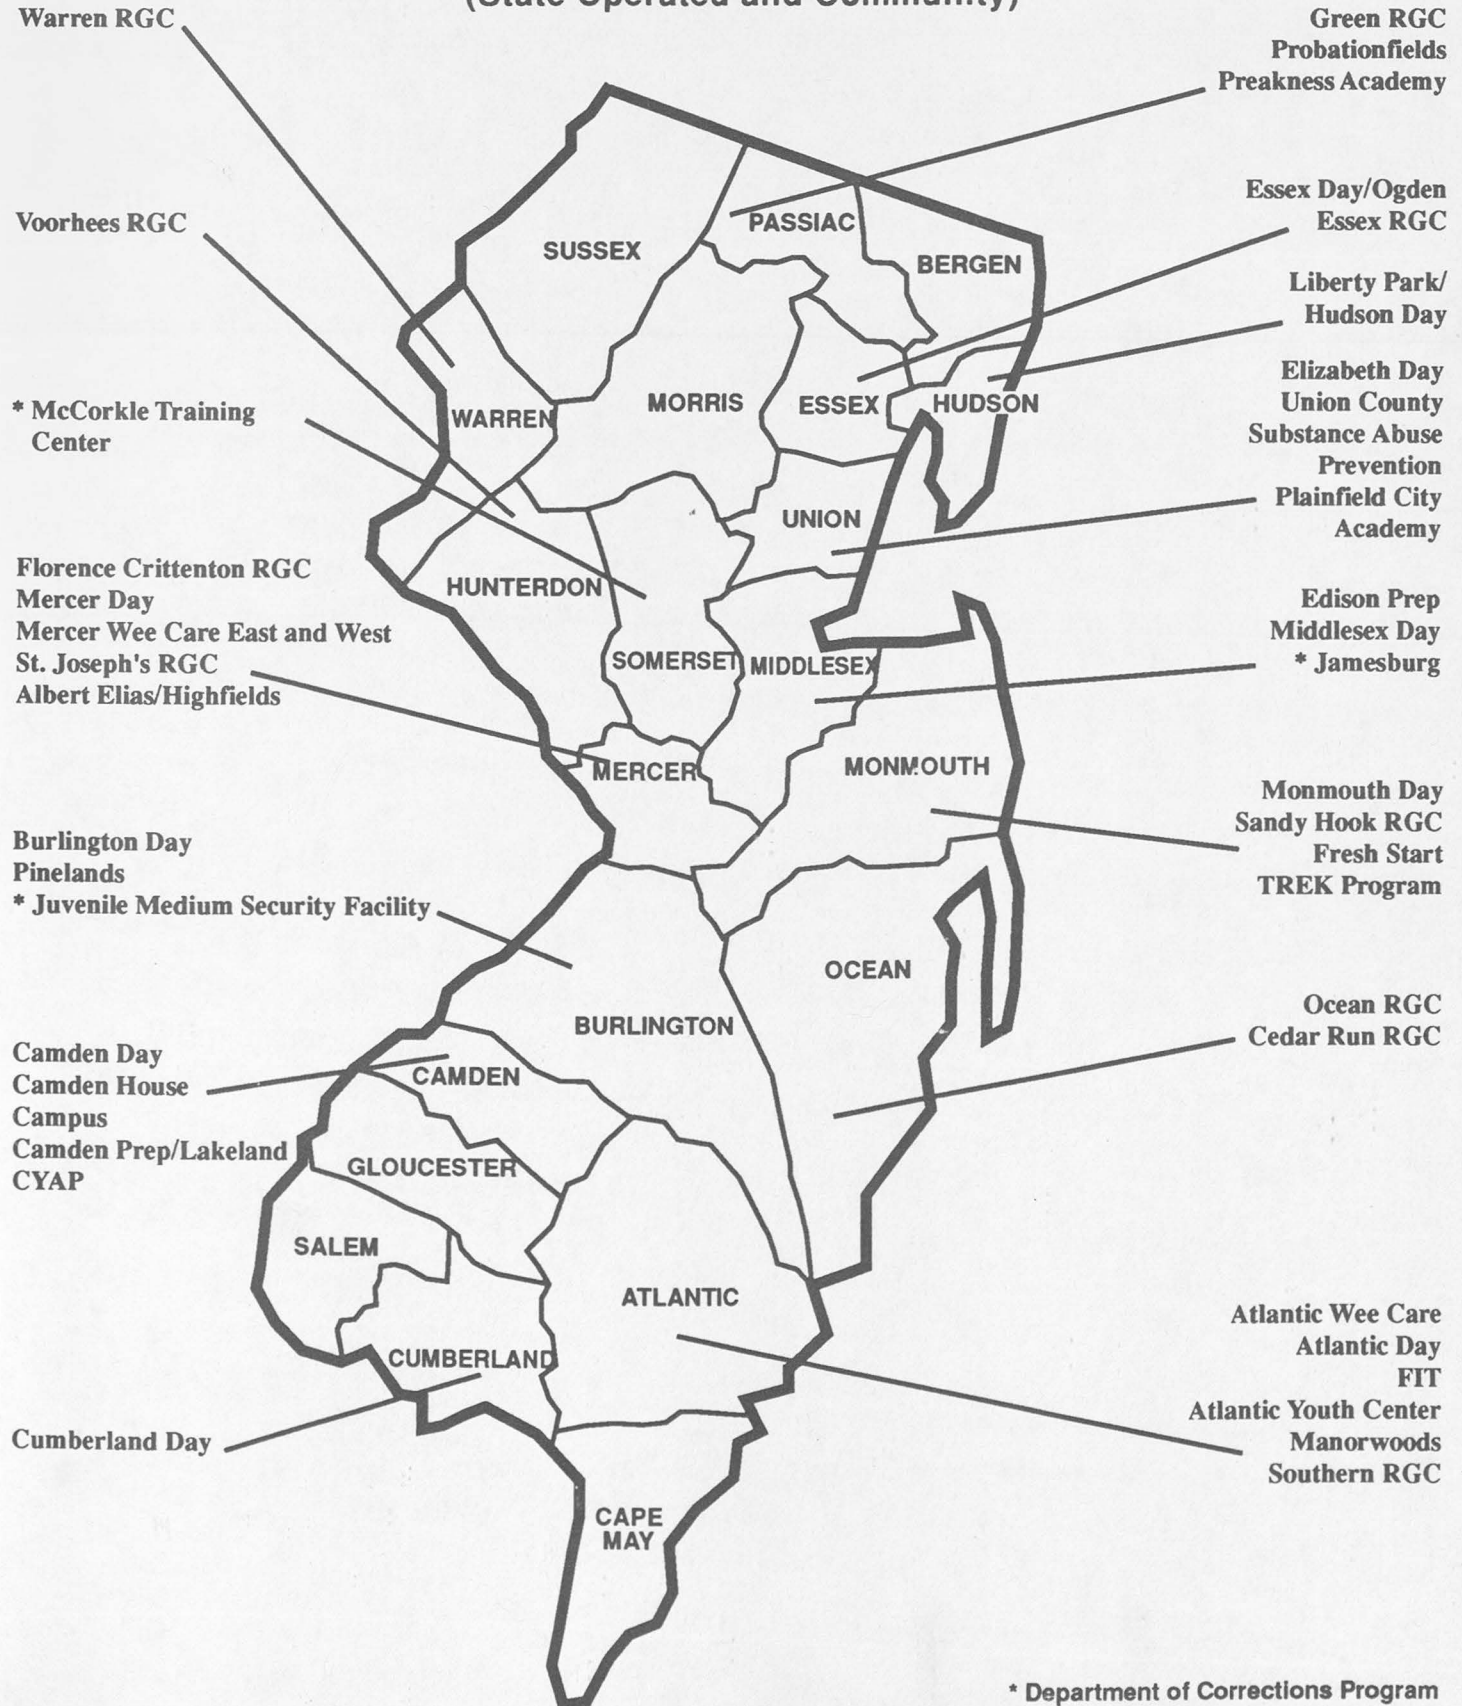 (State Operated and Community)
Warren RGC
Voorhees RGC
* McCorkle Training
Center
Florence Crittenton RGC
Mercer Day
Mercer Wee Care East and West
St. Joseph's RGC
Albert Elias/Highfields
Burlington Day
Pinelands
* Juvenile Medium Security Facility
Camden Day
Camden House
Campus
Camden Prep/Lakeland
CYAP
Cumberland Day
SUSSEX
PASSIAC
BERGEN
WARREN
MORRIS
ESSEX
HUDSON
UNION
HUNTERDON
SOMERSET
MIDDLESEX
MERCER
MONMOUTH
OCEAN
BURLINGTON
CAMDEN
GLOUCESTER
SALEM
ATLANTIC
CUMBERLAND
CAPE
MAY
Green RGC
Probationfields
Preakness Academy
Essex Day/Ogden
Essex RGC
Liberty Park/
Hudson Day
Elizabeth Day
Union County
Substance Abuse
Prevention
Plainfield City
Academy
Edison Prep
Middlesex Day
* Jamesburg
Monmouth Day
Sandy Hook RGC
Fresh Start
TREK Program
Ocean RGC
Cedar Run RGC
Atlantic Wee Care
Atlantic Day
FIT
Atlantic Youth Center
Manorwoods
Southern RGC
* Department of Corrections Program